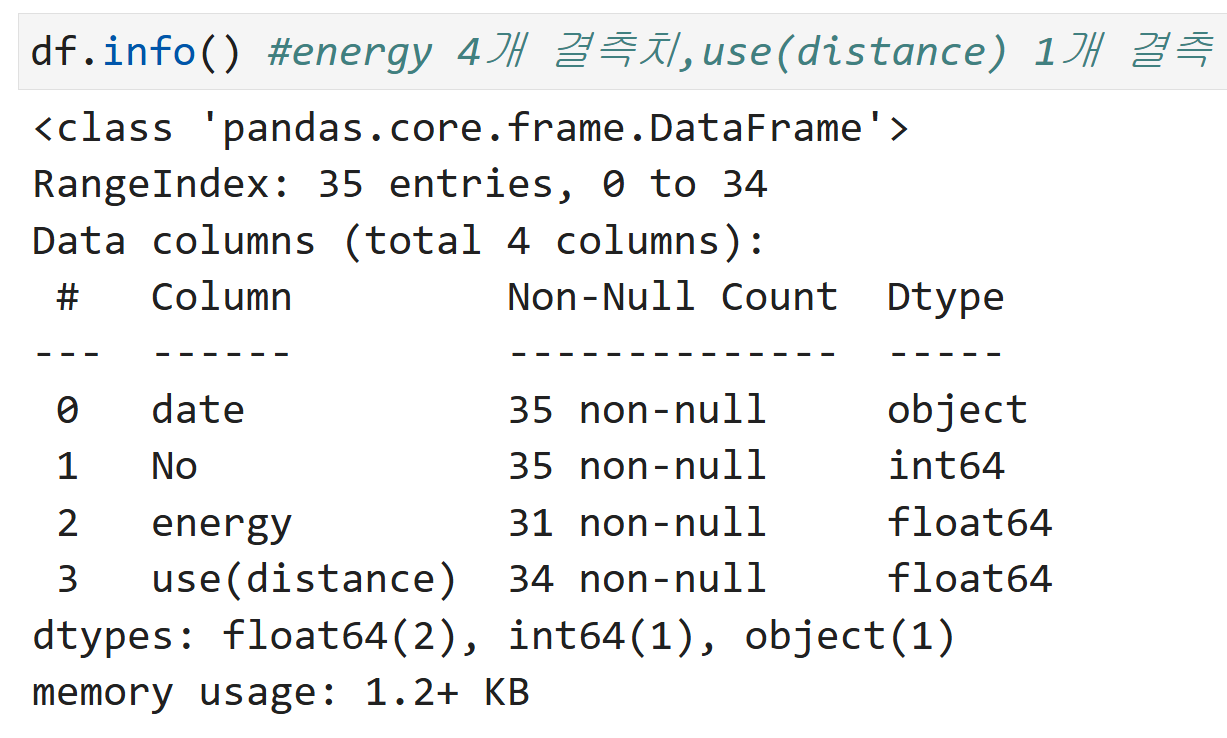 df.info() #energy 4개 결측치,use(distance) 1개 결측
<class 'pandas.core.frame.DataFrame'>
RangeIndex: 35 entries, 0 to 34
Data columns (total 4 columns):
 #   Column         Non-Null Count  Dtype
---  ------         --------------  -----
 0   date           35 non-null     object
 1   No             35 non-null     int64
 2   energy         31 non-null     float64
 3   use(distance)  34 non-null     float64
dtypes: float64(2), int64(1), object(1)
memory usage: 1.2+ KB